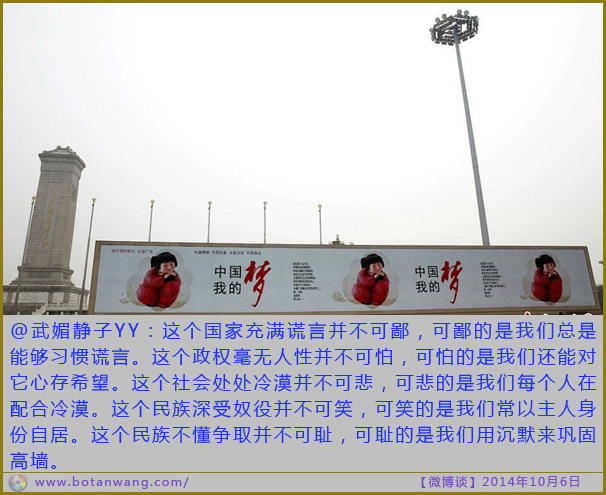 中国 梦
我的
中国 梦
我的
@武媚静子YY：这个国家充满谎言并不可鄙，可鄙的是我们总是
能够习惯谎言。这个政权毫无人性并不可怕，可怕的是我们还能对
它心存希望。这个社会处处冷漠并不可悲，可悲的是我们每个人在
配合冷漠。这个民族深受奴役并不可笑，可笑的是我们常以主人身
份自居。这个民族不懂争取并不可耻，可耻的是我们用沉默来巩固
高墙。
www.botanwang.com/ 【微博谈】2014年10月6日